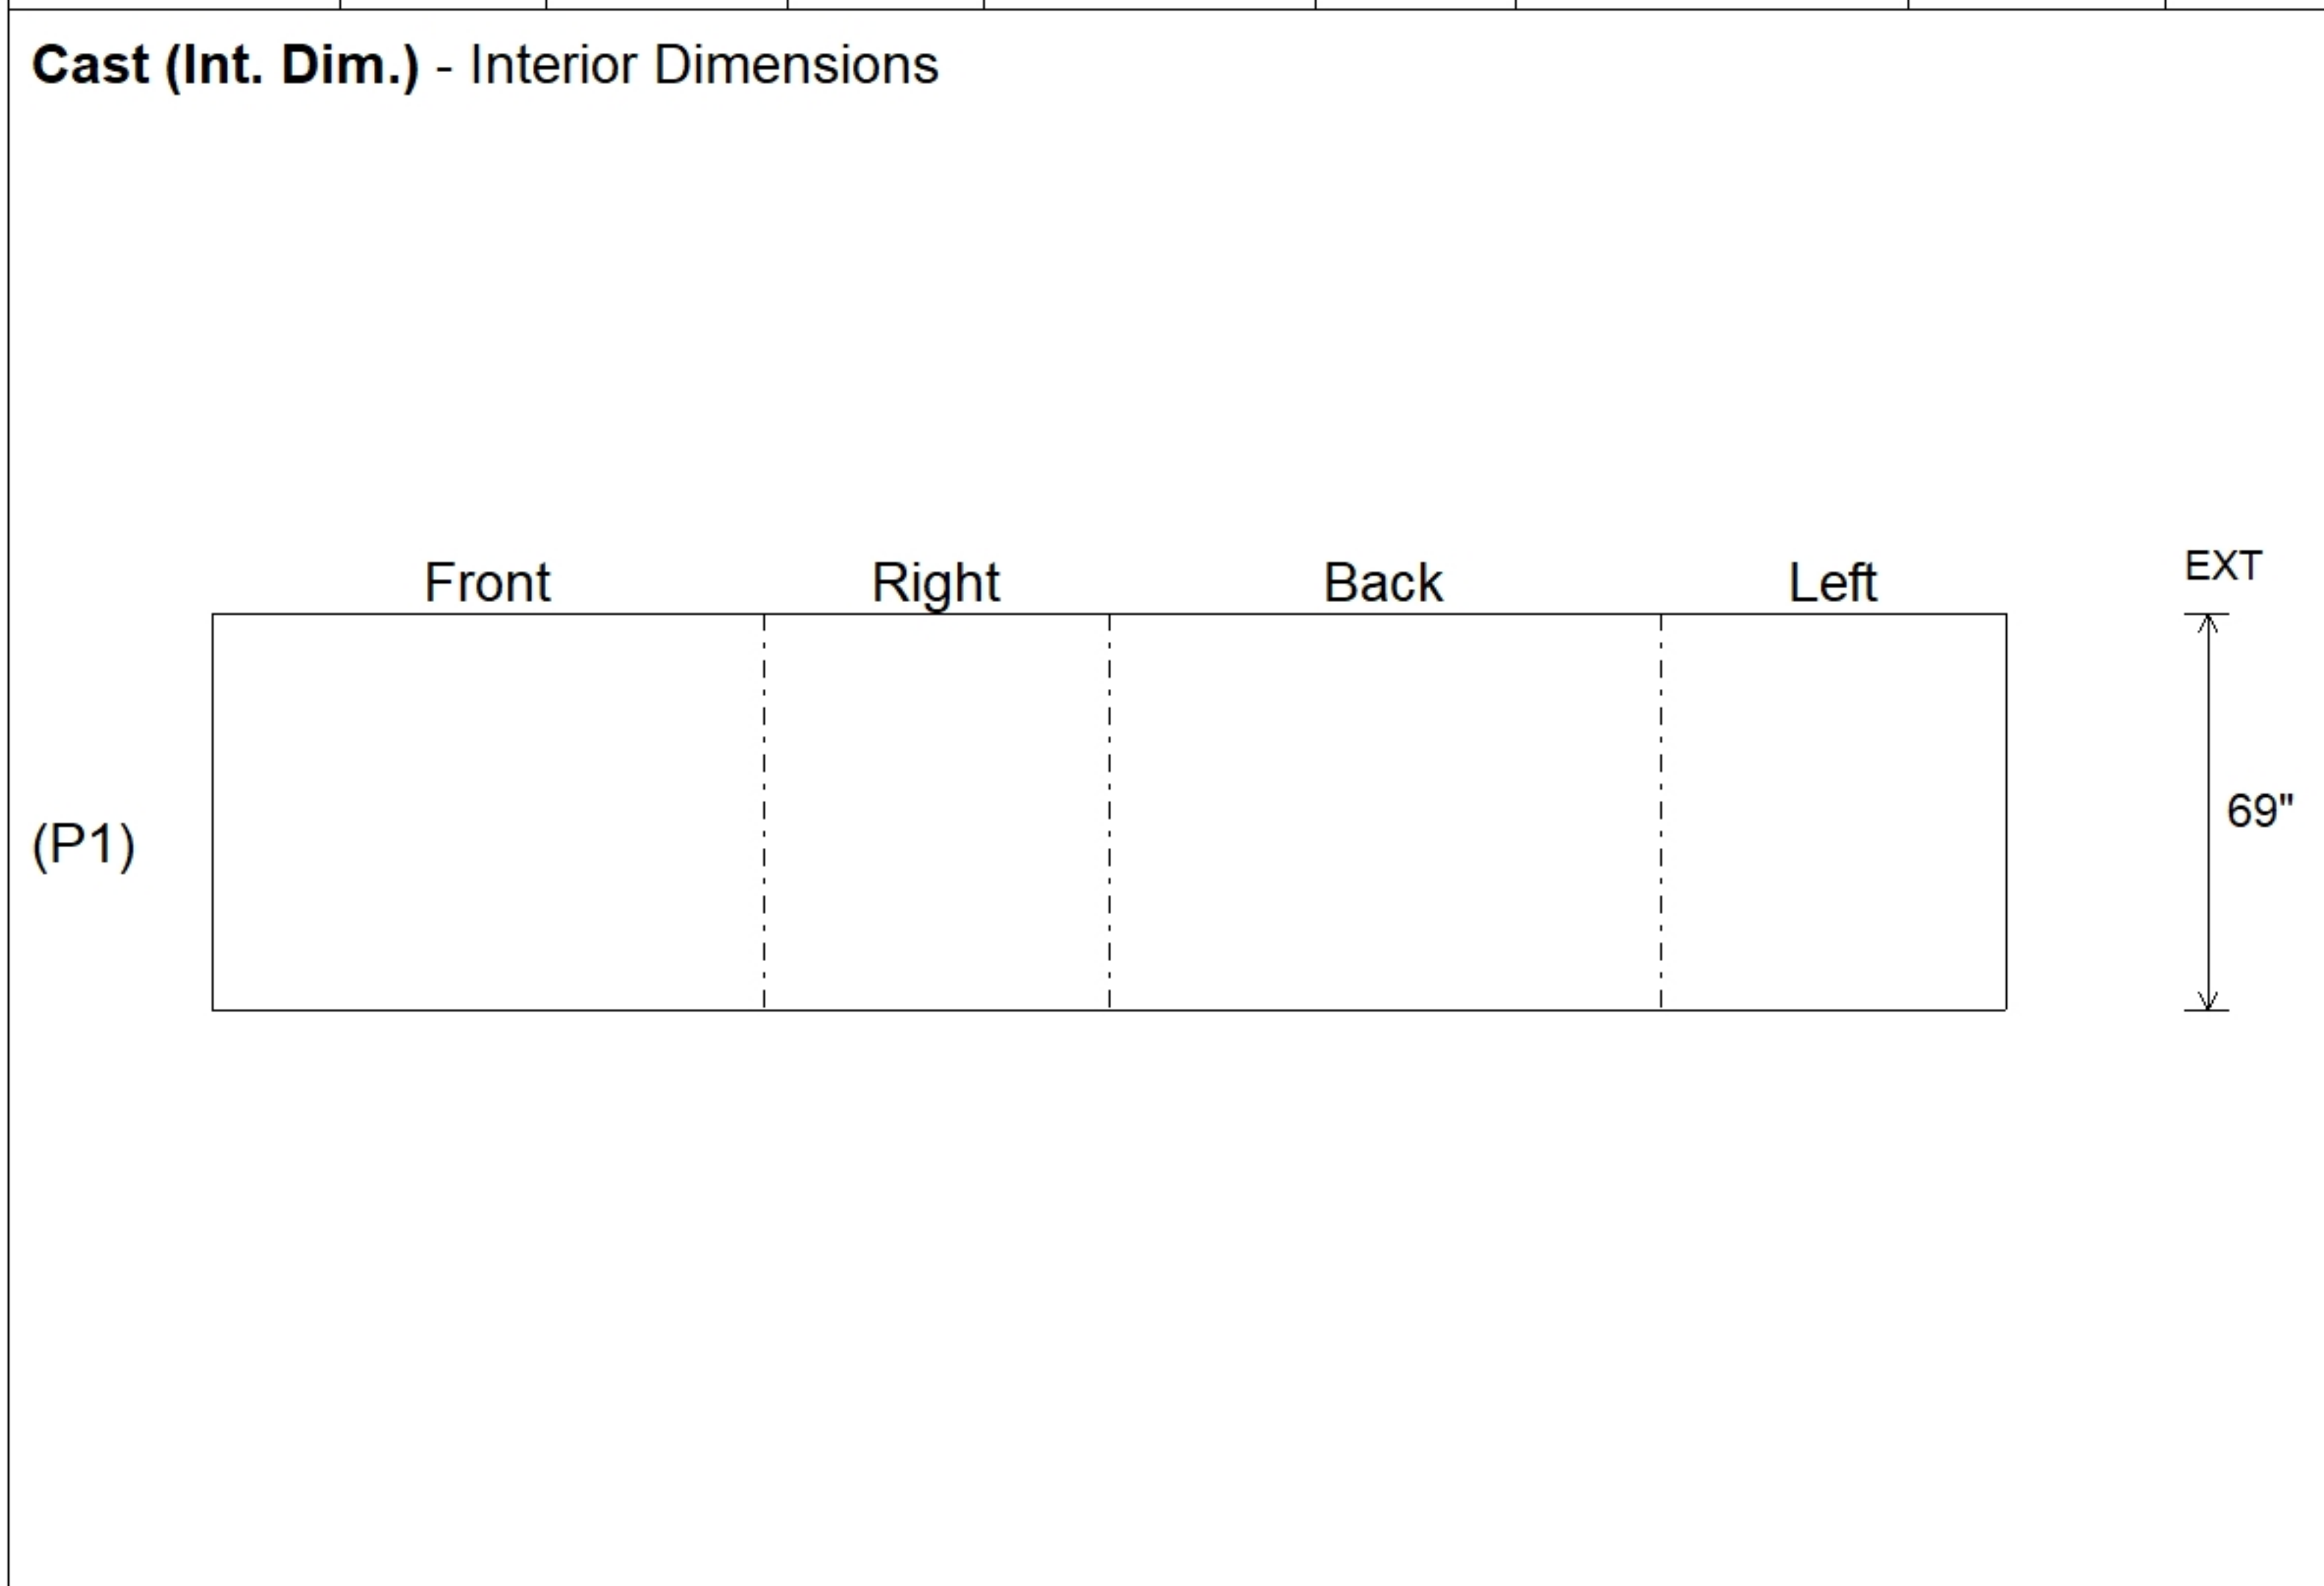 Cast (Int. Dim.) - Interior Dimensions
Front Right Back Left EXT
(P1) 69"